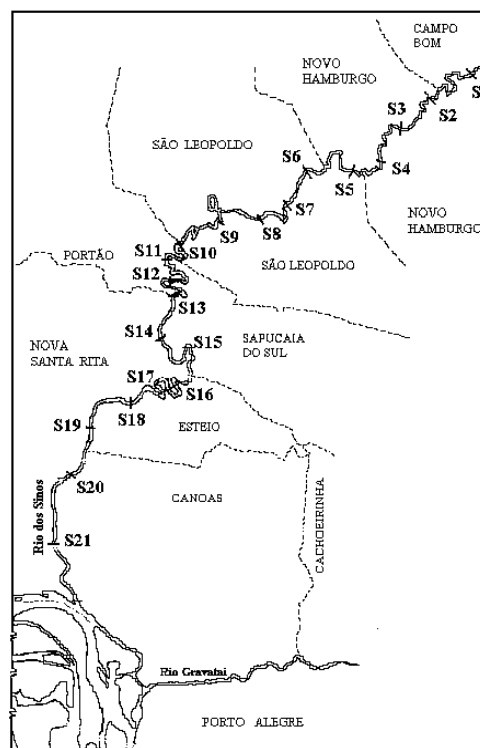 CAMPO
BOM
NOVO
HAMBURGO
S
S2
S3
SÃO LEOPOLDO
S6
S5
S4
S7
NOVO
HAMBURGO
S9
S8
S11
S10
PORTÃO
SÃO LEOPOLDO
S12
S13
S14
S15
SAPUCAIA
DO SUL
NOVA
SANTA RITA
S17
S16
S18
S19
ESTEIO
S20
CANOAS
Rio dos Sinos
CACHOEIRINHA
S21
Rio Gravataí
PORTO ALEGRE